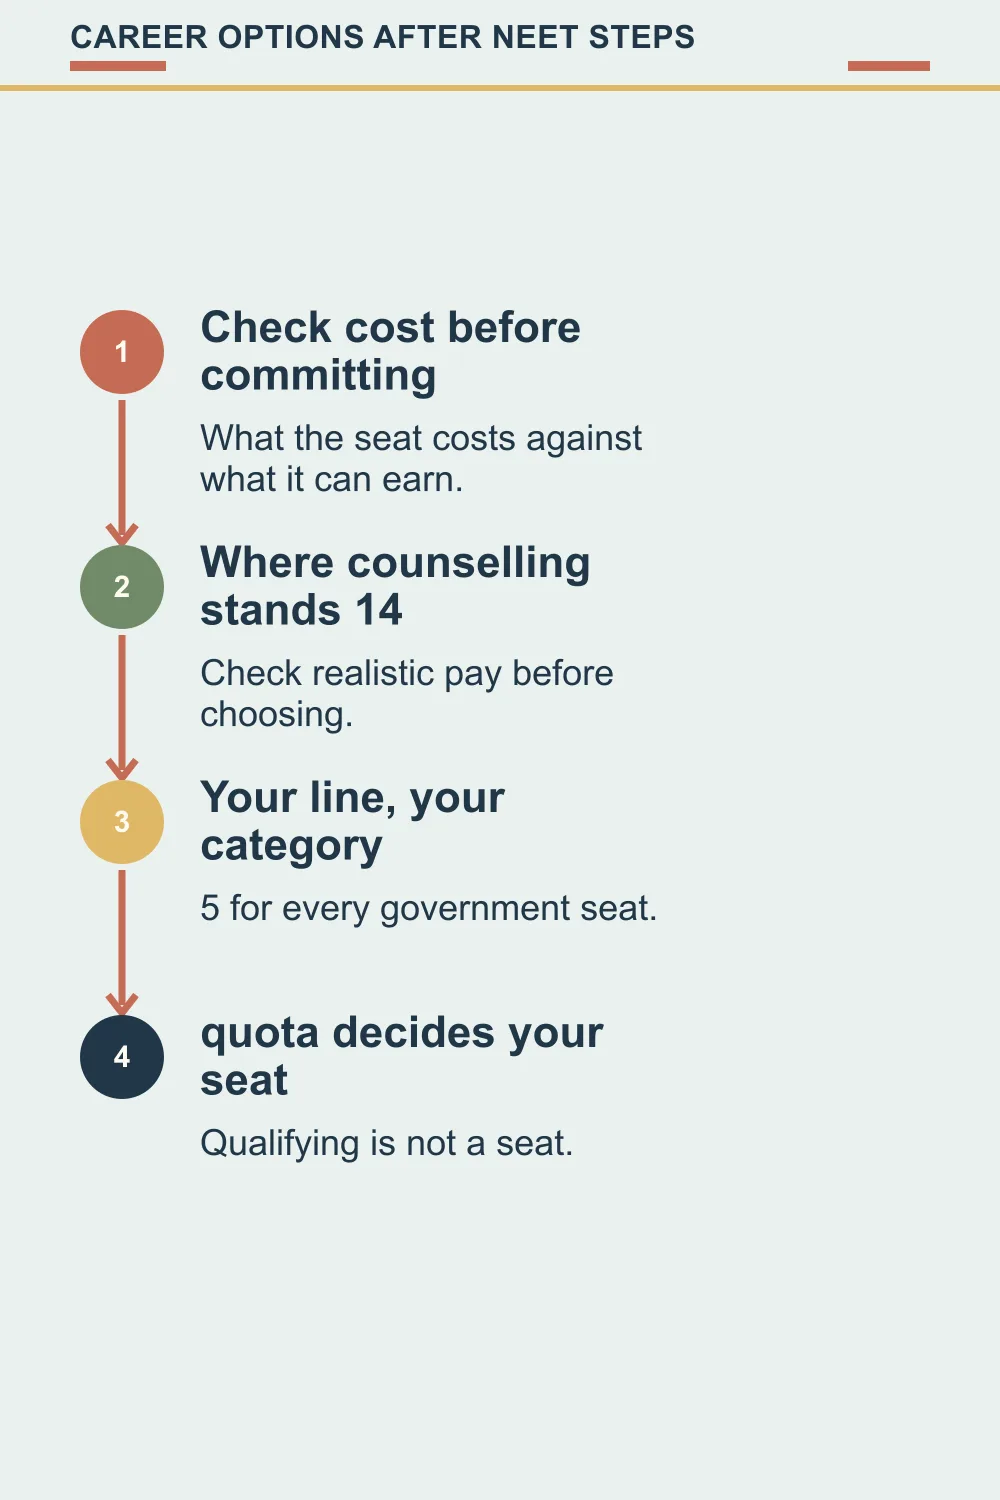 CAREER OPTIONS AFTER NEET STEPS
1
Check cost before
committing
What the seat costs against
what it can earn.
2
Where counselling
stands 14
Check realistic pay before
choosing.
3
Your line, your
category
5 for every government seat.
4
quota decides your
seat
Qualifying is not a seat.